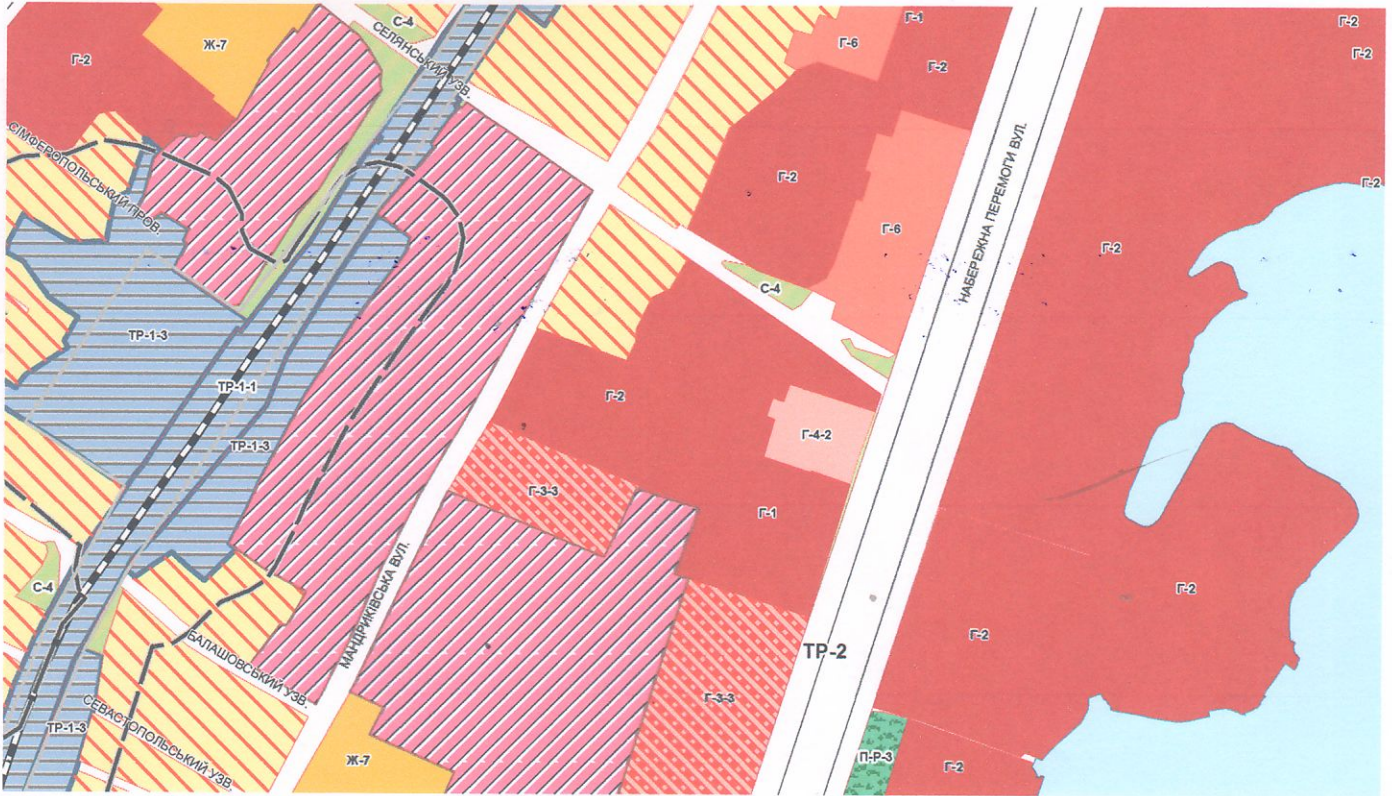 С-4
Г-1
Г-2
СЕЛЯНСЬКИЙ УЗВ.
Ж-7
Г-6
Г-2
Г-2
Г-2
СІМФЕРОПОЛЬСЬКИЙ ПРОВ.
НАБЕРЕЖНА ПЕРЕМОГИ ВУЛ.
Г-2
Г-2
Г-6
Г-2
С-4
ТР-1-3
ТР-1-1
Г-2
Г-4-2
ТР-1-3
Г-3-3
Г-1
С-4
Г-2
МАНДРИКІВСЬКА ВУЛ.
Г-2
БАЛАШОВСЬКИЙ УЗВ.
ТР-2
Г-3-3
ТР-1-3
СЕВАСТОПОЛЬСЬКИЙ УЗВ.
Ж-7
П-Р-3
Г-2